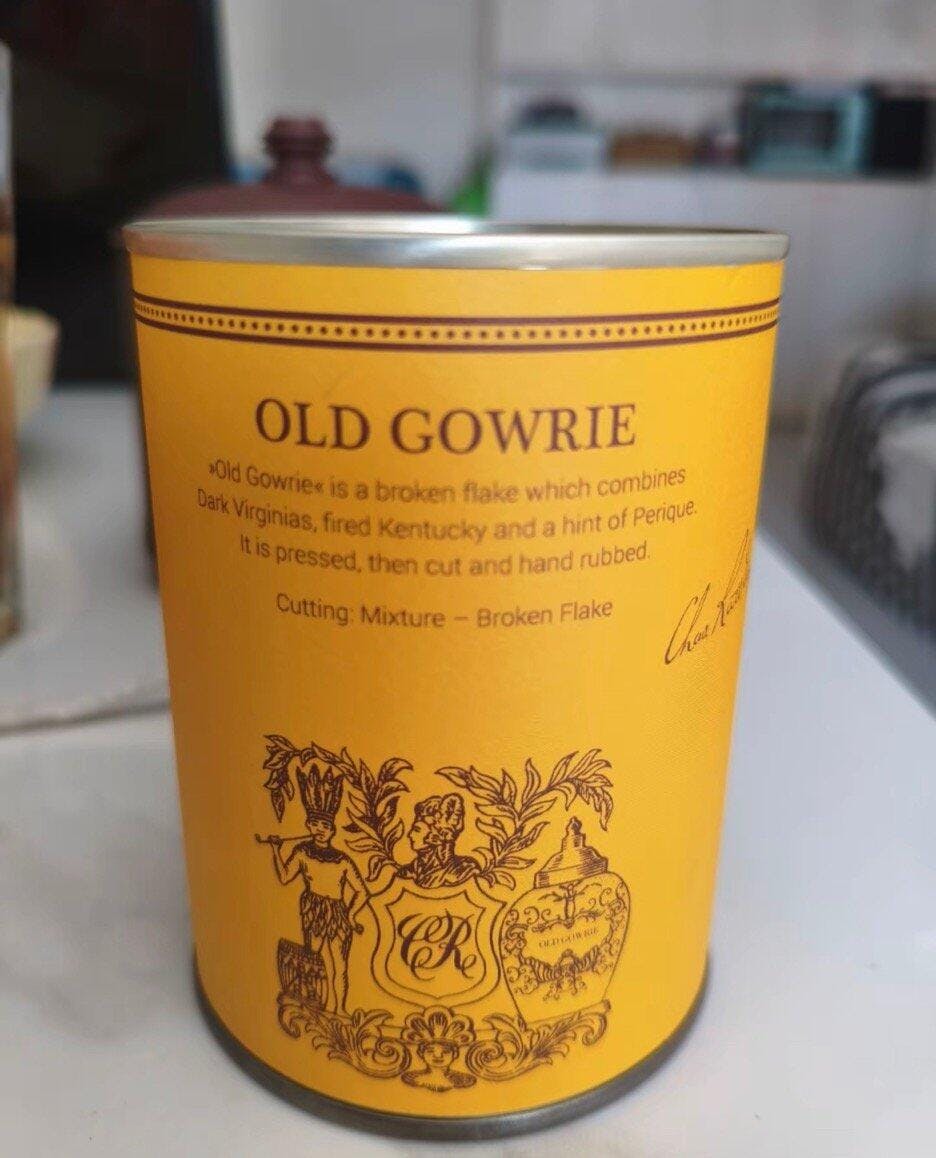 OLD GOWRIE
»Old Gowrie« is a broken flake which combines
Dark Virginias, fired Kentucky and a hint of Perique.
It is pressed, then cut and hand rubbed.
Cutting: Mixture – Broken Flake
Chas
CR
OLD GOWRIE